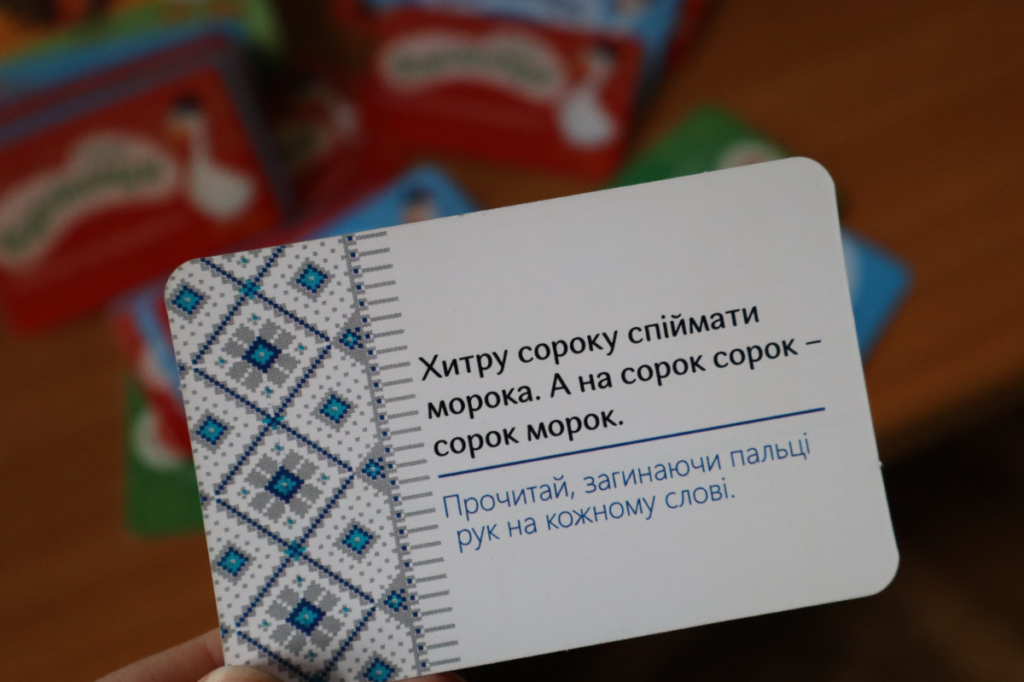 Хитру сороку спіймати
морока. А на сорок сорок –
сорок морок.
Прочитай, загинаючи пальці
рук на кожному слові.